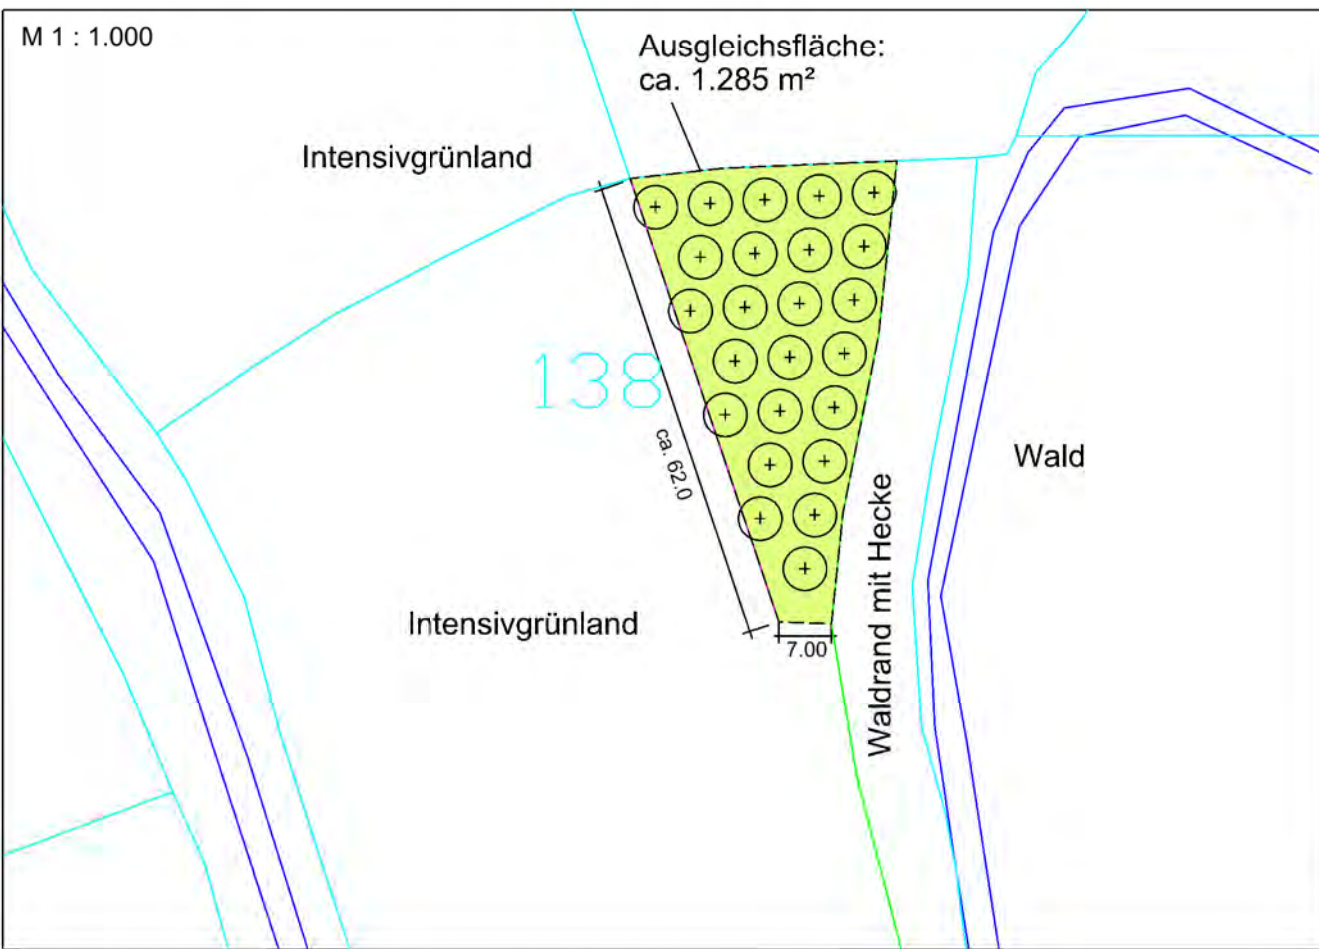 M 1 : 1.000
Ausgleichsfläche:
ca. 1.285 m²
Intensivgrünland
138
ca. 62.0
Wald
Waldrand mit Hecke
Intensivgrünland
7.00